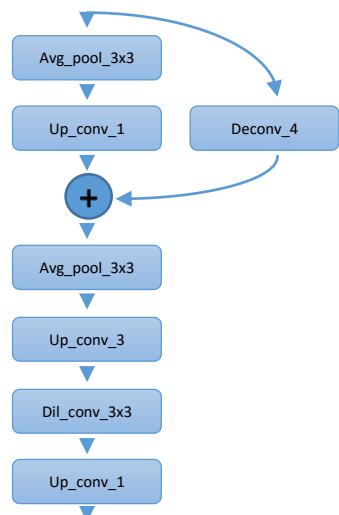 Avg_pool_3x3
Up_conv_1
Deconv_4
+
Avg_pool_3x3
Up_conv_3
Dil_conv_3x3
Up_conv_1